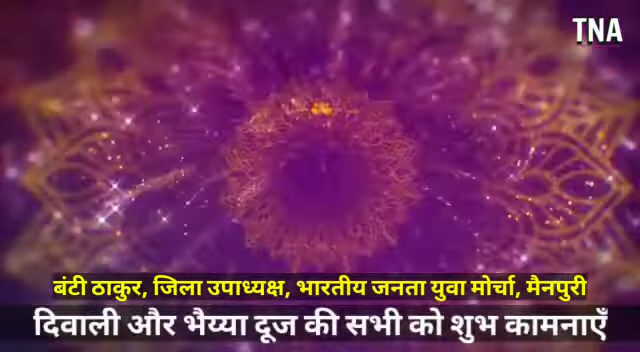 TNA
बंटी ठाकुर, जिला उपाध्यक्ष, भारतीय जनता युवा मोर्चा, मैनपुरी
दिवाली और भैय्या दूज की सभी को शुभ कामनाएँ